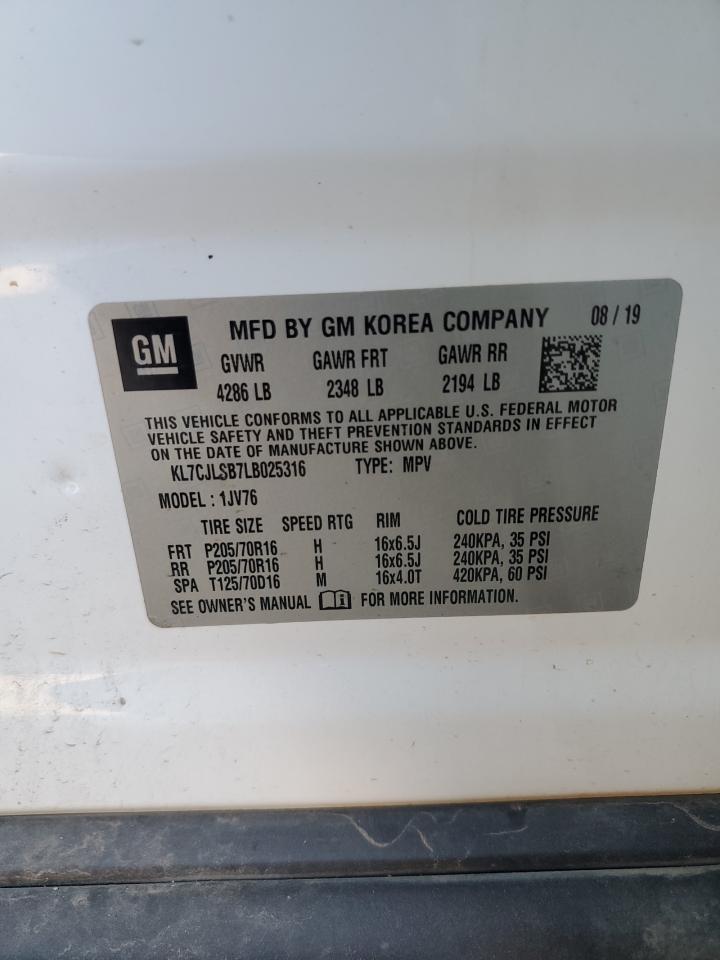 GM
MFD BY GM KOREA COMPANY 08 / 19
GVWR GAWR FRT GAWR RR
4286 LB 2348 LB 2194 LB
THIS VEHICLE CONFORMS TO ALL APPLICABLE U.S. FEDERAL MOTOR
VEHICLE SAFETY AND THEFT PREVENTION STANDARDS IN EFFECT
ON THE DATE OF MANUFACTURE SHOWN ABOVE.
KL7CJLSB7LB025316 TYPE: MPV
MODEL : 1JV76
TIRE SIZE SPEED RTG RIM COLD TIRE PRESSURE
FRT P205/70R16 H 16x6.5J 240KPA, 35 PSI
RR P205/70R16 H 16x6.5J 240KPA, 35 PSI
SPA T125/70D16 M 16x4.0T 420KPA, 60 PSI
SEE OWNER'S MANUAL i FOR MORE INFORMATION.